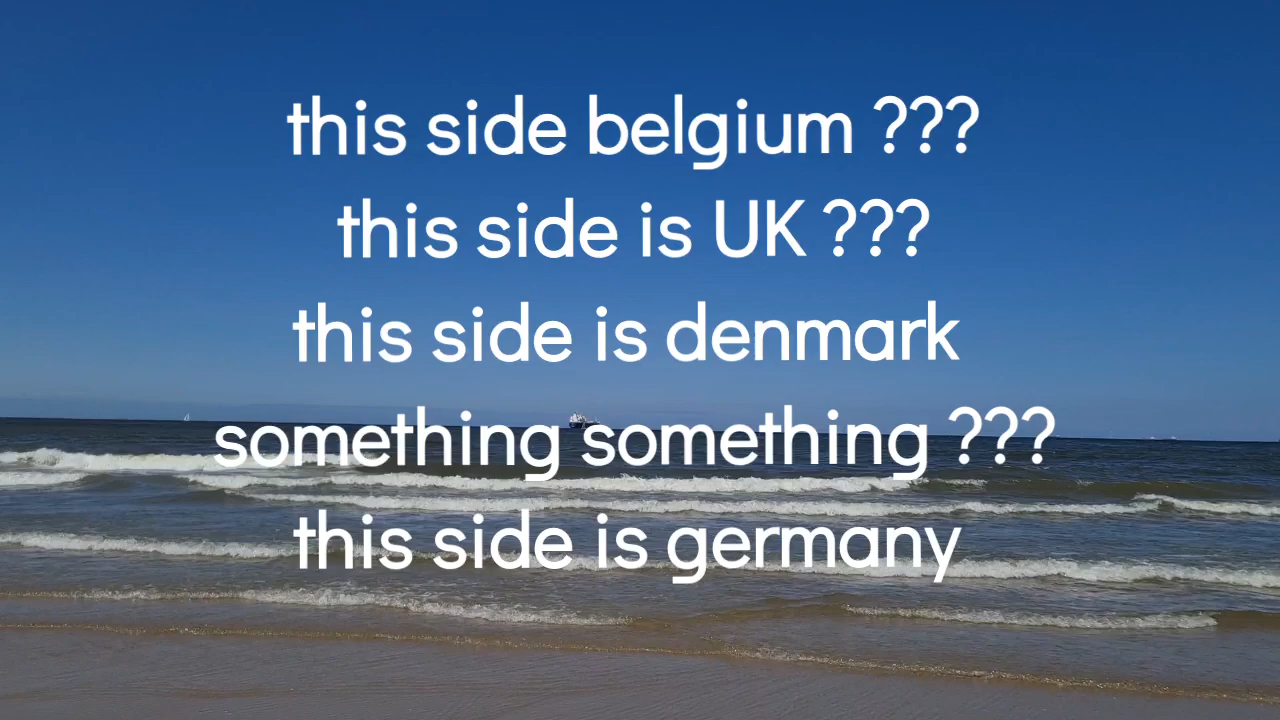 this side belgium ???
this side is UK ???
this side is denmark
something something ???
this side is germany